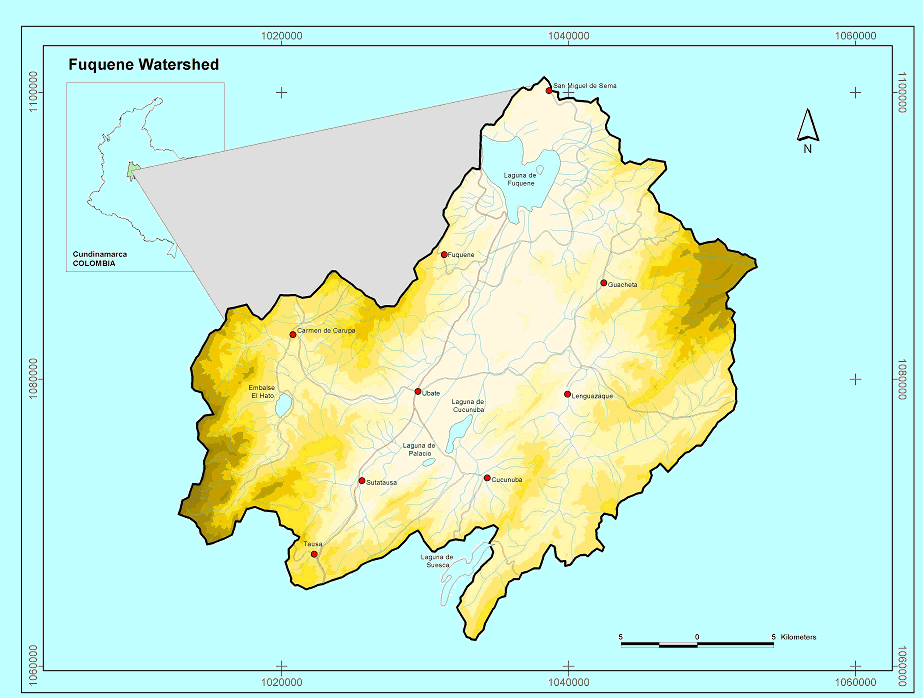 1020000
1040000
1060000
Fuquene Watershed
1100000
1100000
San Miguel de Sema
N
Laguna de
Fuquene
Cundinamarca
COLOMBIA
Fuquene
Guacheta
Carmen de Carupa
1080000
1080000
Embalse
El Hato
Ubate
Lenguazaque
Laguna de
Cucunuba
Laguna de
Palacio
Sutatausa
Cucunuba
Tausa
Laguna de
Suesca
5
0
5
Kilometers
1060000
1060000
1020000
1040000
1060000